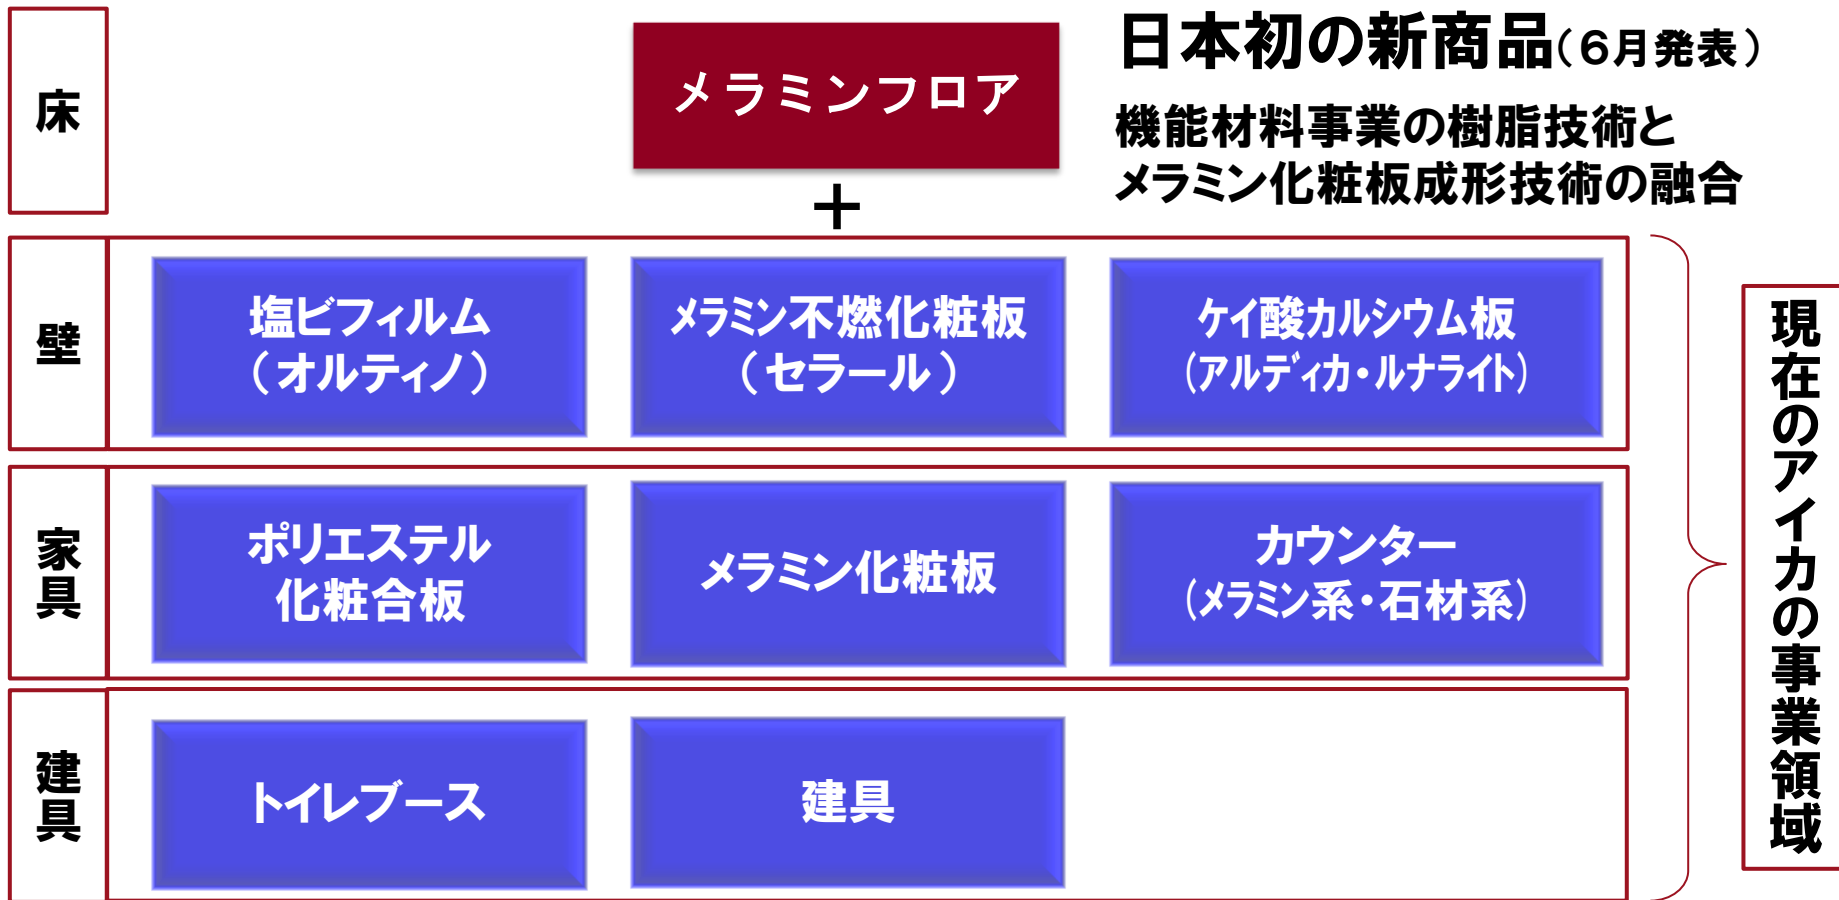 床
メラミンフロア
日本初の新商品(6月発表)
機能材料事業の樹脂技術と
メラミン化粧板成形技術の融合
+
壁
塩ビフィルム
(オルティノ)
メラミン不燃化粧板
(セラール)
ケイ酸カルシウム板
(アルディカ・ルナライト)
家具
ポリエステル
化粧合板
メラミン化粧板
カウンター
(メラミン系・石材系)
建具
トイレブース
建具
現在のアイカの事業領域